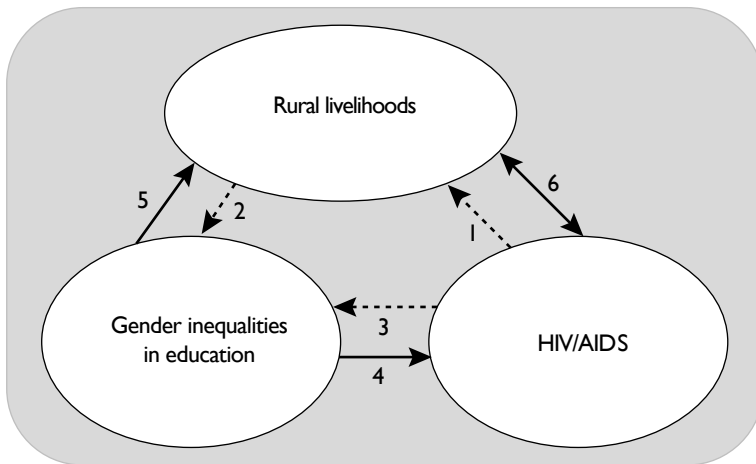 Rural livelihoods
5
2
6
1
Gender inequalities
in education
3
4
HIV/AIDS